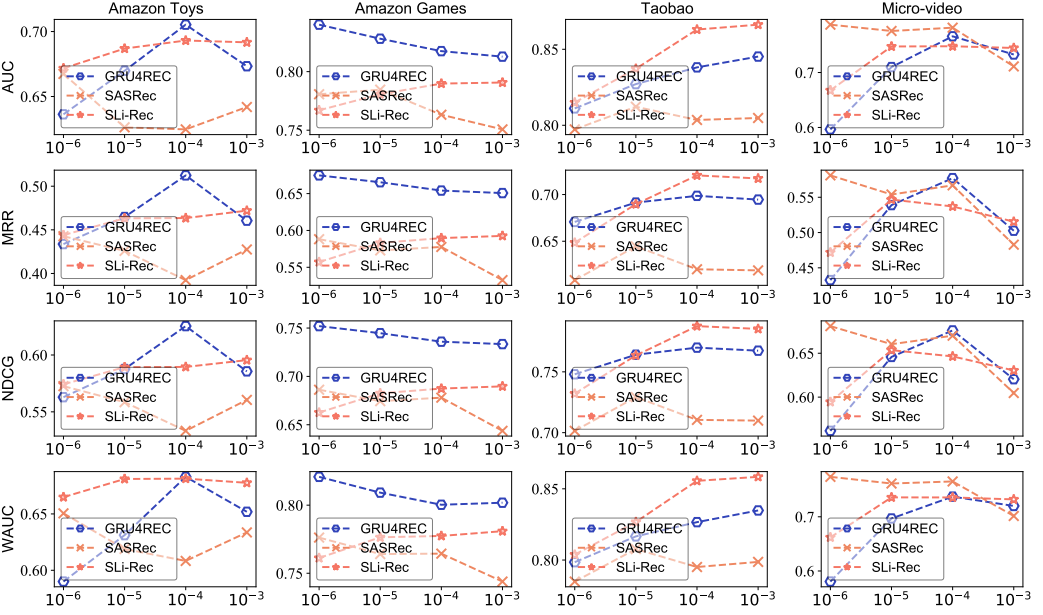 Amazon Toys Amazon Games Taobao Micro-video
AUC
0.70
0.65
GRU4REC
SASRec
SLi-Rec
10⁻⁶ 10⁻⁵ 10⁻⁴ 10⁻³
0.80
0.75
GRU4REC
SASRec
SLi-Rec
10⁻⁶ 10⁻⁵ 10⁻⁴ 10⁻³
0.85
0.80
GRU4REC
SASRec
SLi-Rec
10⁻⁶ 10⁻⁵ 10⁻⁴ 10⁻³
0.7
0.6
GRU4REC
SASRec
SLi-Rec
10⁻⁶ 10⁻⁵ 10⁻⁴ 10⁻³
MRR
0.50
0.45
0.40
GRU4REC
SASRec
SLi-Rec
10⁻⁶ 10⁻⁵ 10⁻⁴ 10⁻³
0.65
0.60
0.55
GRU4REC
SASRec
SLi-Rec
10⁻⁶ 10⁻⁵ 10⁻⁴ 10⁻³
0.70
0.65
GRU4REC
SASRec
SLi-Rec
10⁻⁶ 10⁻⁵ 10⁻⁴ 10⁻³
0.55
0.50
0.45
GRU4REC
SASRec
SLi-Rec
10⁻⁶ 10⁻⁵ 10⁻⁴ 10⁻³
NDCG
0.60
0.55
GRU4REC
SASRec
SLi-Rec
10⁻⁶ 10⁻⁵ 10⁻⁴ 10⁻³
0.75
0.70
0.65
GRU4REC
SASRec
SLi-Rec
10⁻⁶ 10⁻⁵ 10⁻⁴ 10⁻³
0.75
0.70
GRU4REC
SASRec
SLi-Rec
10⁻⁶ 10⁻⁵ 10⁻⁴ 10⁻³
0.65
0.60
GRU4REC
SASRec
SLi-Rec
10⁻⁶ 10⁻⁵ 10⁻⁴ 10⁻³
WAUC
0.65
0.60
GRU4REC
SASRec
SLi-Rec
10⁻⁶ 10⁻⁵ 10⁻⁴ 10⁻³
0.80
0.75
GRU4REC
SASRec
SLi-Rec
10⁻⁶ 10⁻⁵ 10⁻⁴ 10⁻³
0.85
0.80
GRU4REC
SASRec
SLi-Rec
10⁻⁶ 10⁻⁵ 10⁻⁴ 10⁻³
0.7
0.6
GRU4REC
SASRec
SLi-Rec
10⁻⁶ 10⁻⁵ 10⁻⁴ 10⁻³